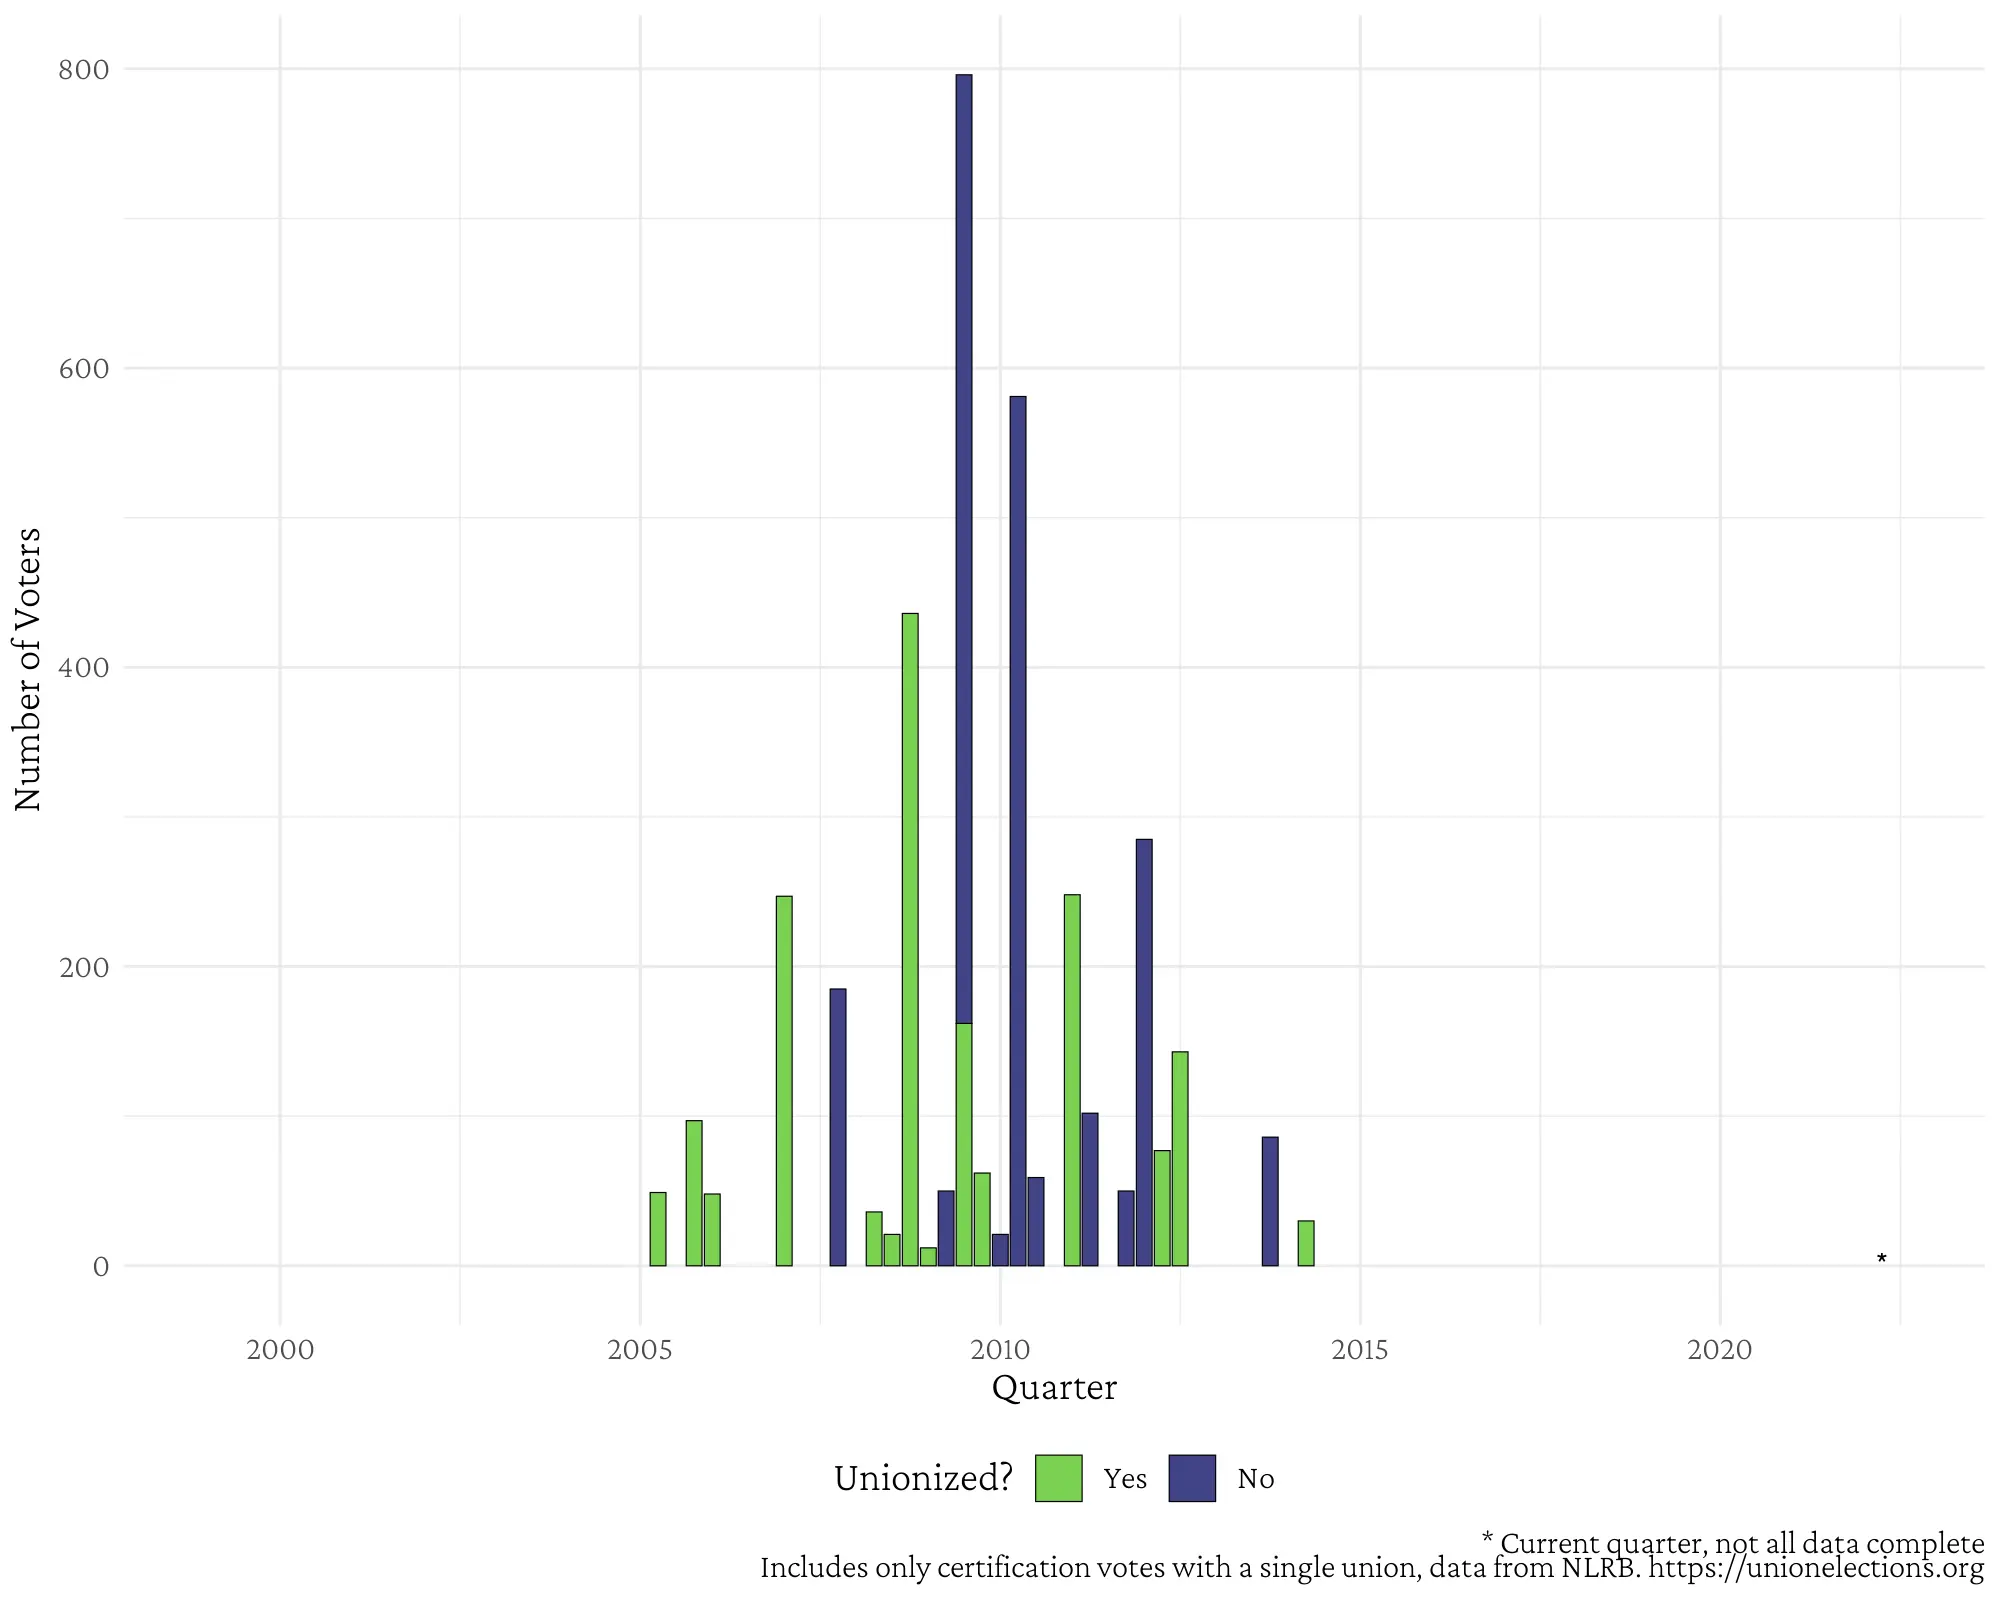 800
600
400
200
0
Number of Voters
*
2000 2005 2010 2015 2020
Quarter
Unionized? Yes No
* Current quarter, not all data complete
Includes only certification votes with a single union, data from NLRB. https://unionelections.org